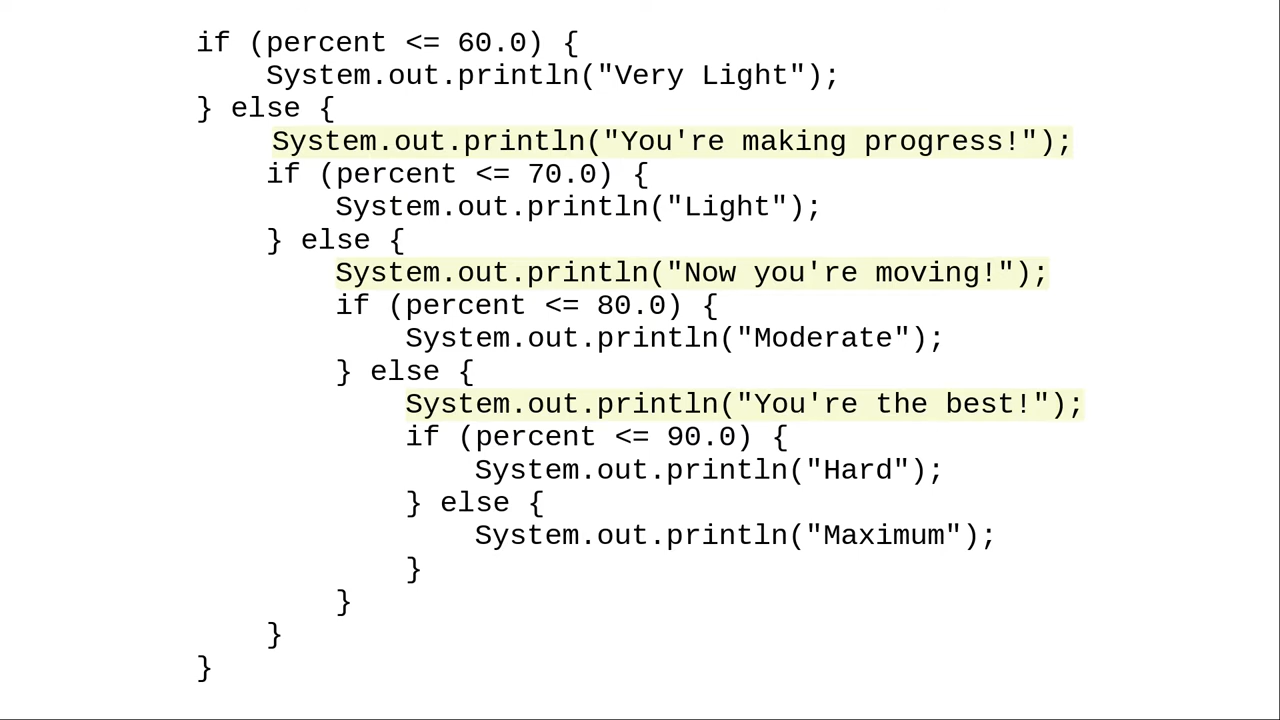 if (percent <= 60.0) {
    System.out.println("Very Light");
} else {
    System.out.println("You're making progress!");
    if (percent <= 70.0) {
        System.out.println("Light");
    } else {
        System.out.println("Now you're moving!");
        if (percent <= 80.0) {
            System.out.println("Moderate");
        } else {
            System.out.println("You're the best!");
            if (percent <= 90.0) {
                System.out.println("Hard");
            } else {
                System.out.println("Maximum");
            }
        }
    }
}